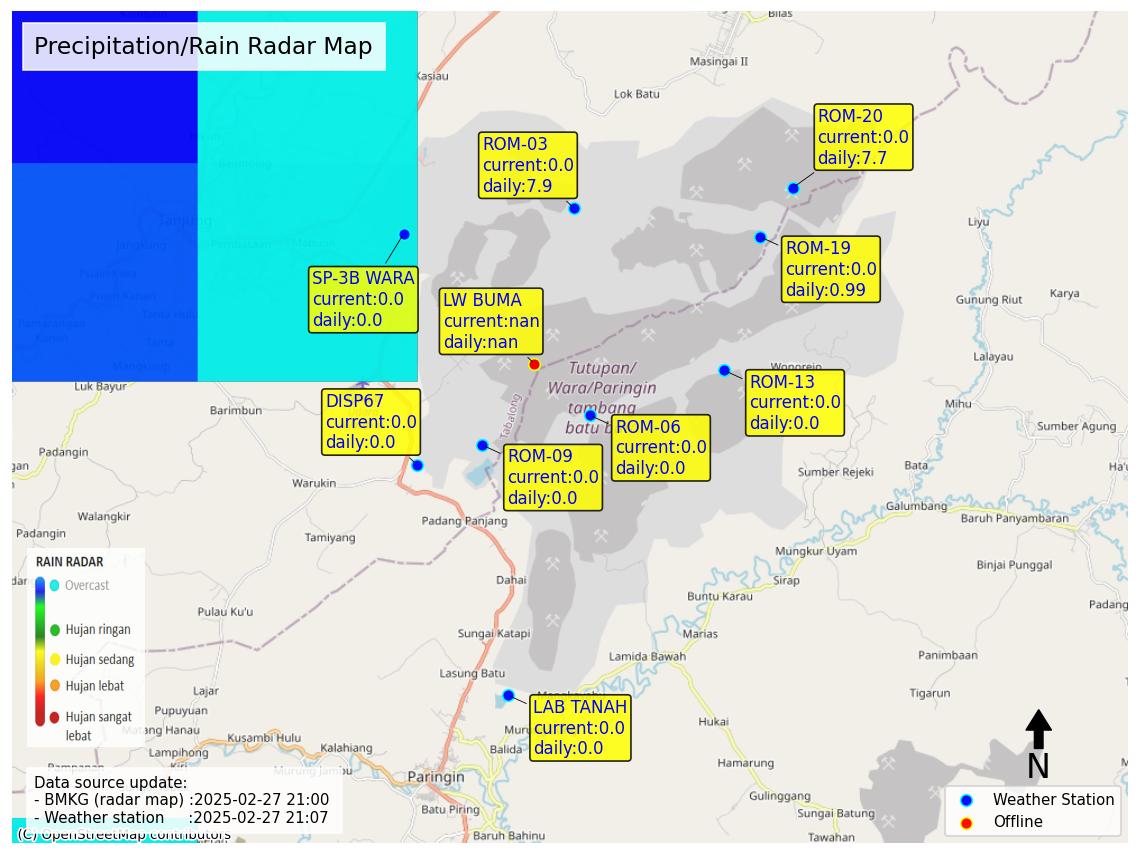 Precipitation/Rain Radar Map
Bilas
Masingai II
Kasiau
Lok Batu
ROM-20
current:0.0
daily:7.7
ROM-03
current:0.0
daily:7.9
Tanjung
Liyu
ROM-19
current:0.0
daily:0.99
SP-3B WARA
current:0.0
daily:0.0
LW BUMA
current:nan
daily:nan
Gunung Riut
Karya
Lalayau
Wonorejo
Tutupan/
Wara/Paringin
tambang
batu b
Luk Bayur
ROM-13
current:0.0
daily:0.0
DISP67
current:0.0
daily:0.0
Tabalong
Barimbun
Mihu
ROM-06
current:0.0
daily:0.0
Sumber Agung
Padangin
ROM-09
current:0.0
daily:0.0
Bata
Sumber Rejeki
Warukin
Galumbang
Walangkir
Padang Panjang
Baruh Panyambaran
Padangin
Tamiyang
Mungkur Uyam
Binjai Punggal
RAIN RADAR
Overcast
Hujan ringan
Hujan sedang
Hujan lebat
Hujan sangat
lebat
Dahai
Sirap
Buntu Karau
Padang
Pulau Ku'u
Sungai Katapi
Marias
Lamida Bawah
Panimbaan
Lasung Batu
Lajar
Tigarun
LAB TANAH
current:0.0
daily:0.0
Pupuyuan
Hukai
Matang Hanau
Kusambi Hulu
Kalahiang
Balida
Lampihong
Hamarung
N
Murung Jambu
Paringin
Data source update:
- BMKG (radar map) :2025-02-27 21:00
- Weather station :2025-02-27 21:07
Gulinggang
Batu Piring
Sungai Batung
Weather Station
Offline
(C) OpenStreetMap contributors
Baruh Bahinu
Tawahan